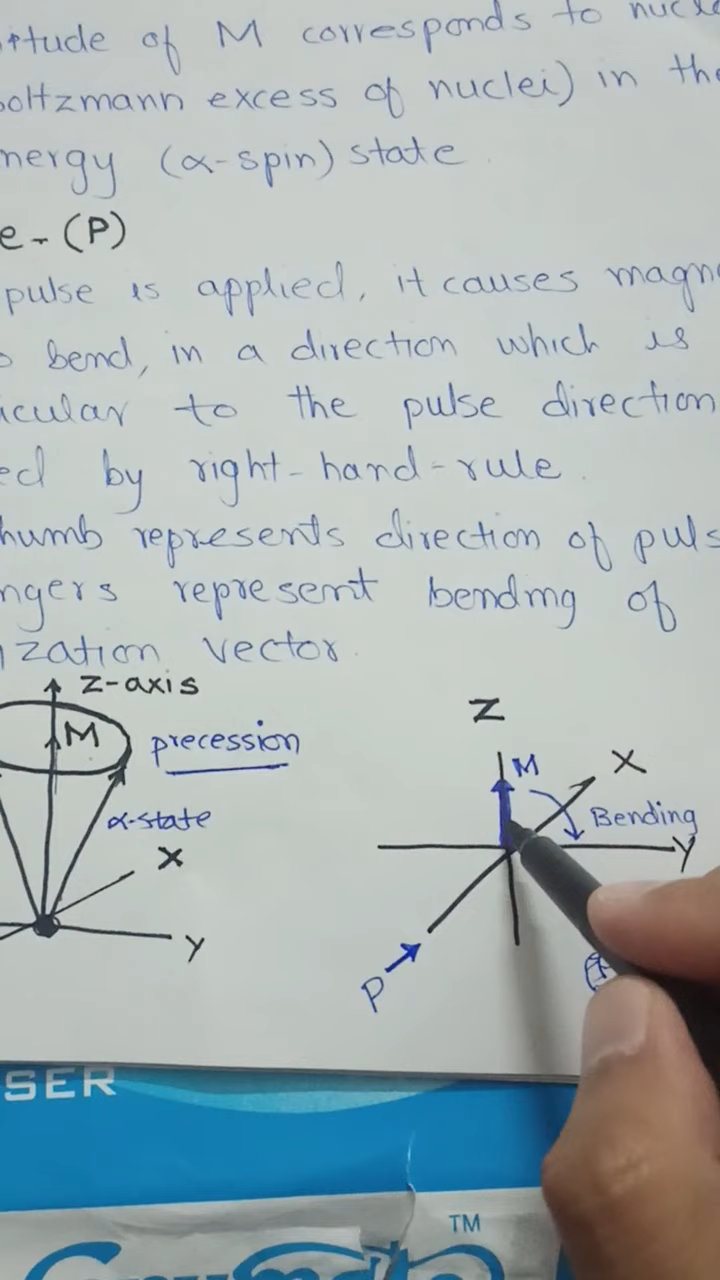 itude of M corresponds to nucle
boltzmann excess of nuclei) in the
nergy (α-spin) state
e - (P)
pulse is applied, it causes magn
o bend, in a direction which is
icular to the pulse direction
ed by right-hand-rule.
humb represents direction of puls
ngers represent bending of
ization vector.
z-axis
M
precession
α-state
X
Y
Z
M
X
Bending
Y
P
SER
TM